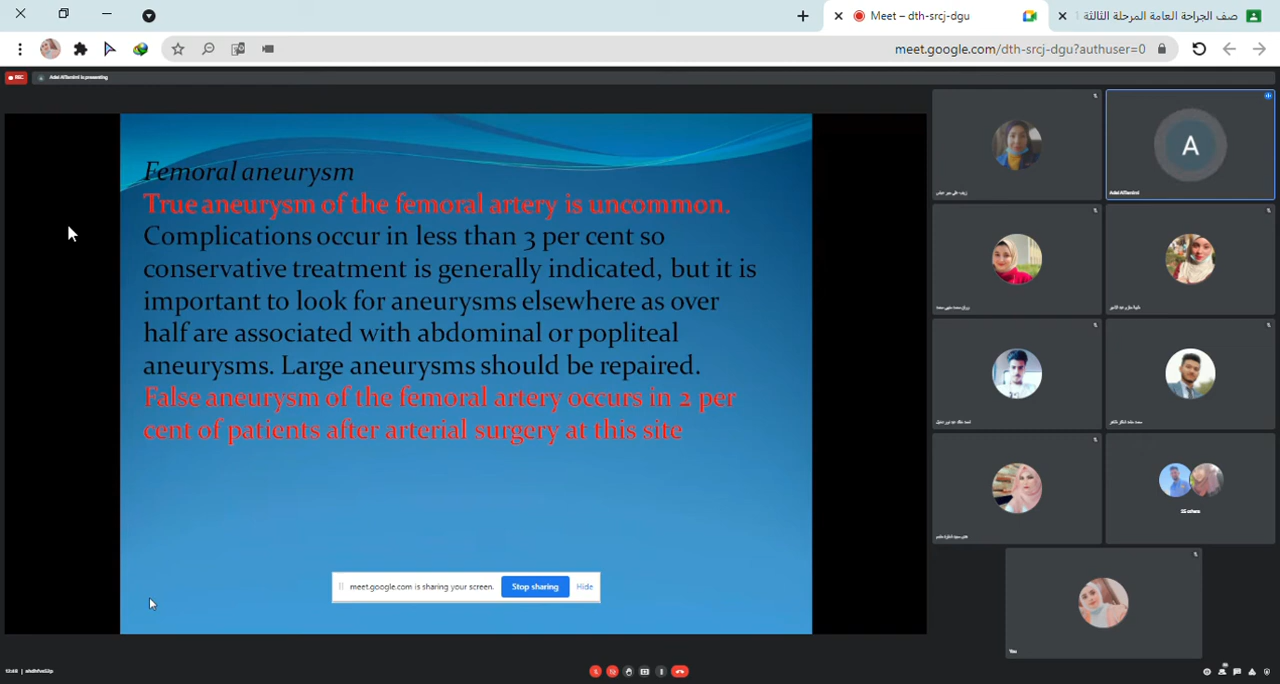 Meet – dth-srcj-dgu
صف الجراحة العامة المرحلة الثالثة
meet.google.com/dth-srcj-dgu?authuser=0
REC
Adel AlTamimi is presenting
Femoral aneurysm
True aneurysm of the femoral artery is uncommon.
Complications occur in less than 3 per cent so
conservative treatment is generally indicated, but it is
important to look for aneurysms elsewhere as over
half are associated with abdominal or popliteal
aneurysms. Large aneurysms should be repaired.
False aneurysm of the femoral artery occurs in 2 per
cent of patients after arterial surgery at this site
meet.google.com is sharing your screen.
Stop sharing
Hide
A
Adel AlTamimi
others
You